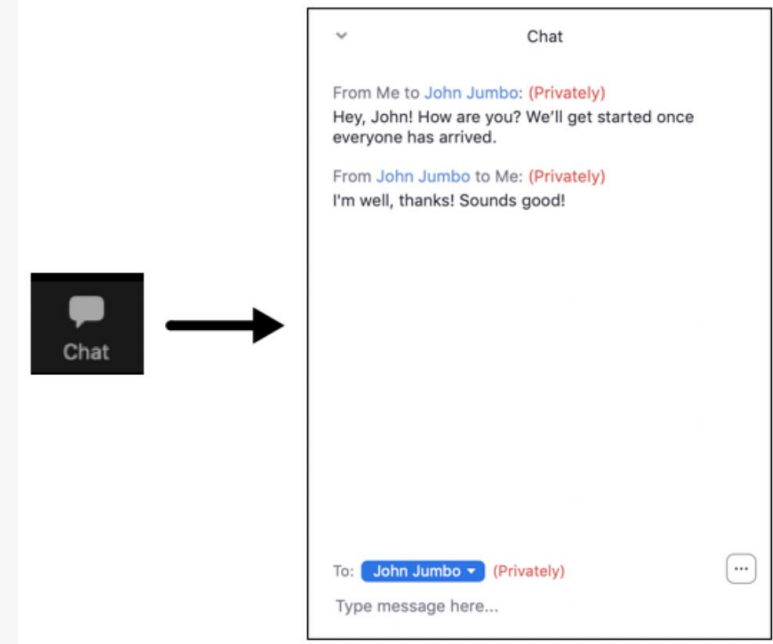 Chat
Chat
From Me to John Jumbo: (Privately)
Hey, John! How are you? We’ll get started once
everyone has arrived.
From John Jumbo to Me: (Privately)
I'm well, thanks! Sounds good!
To: John Jumbo (Privately)
Type message here...